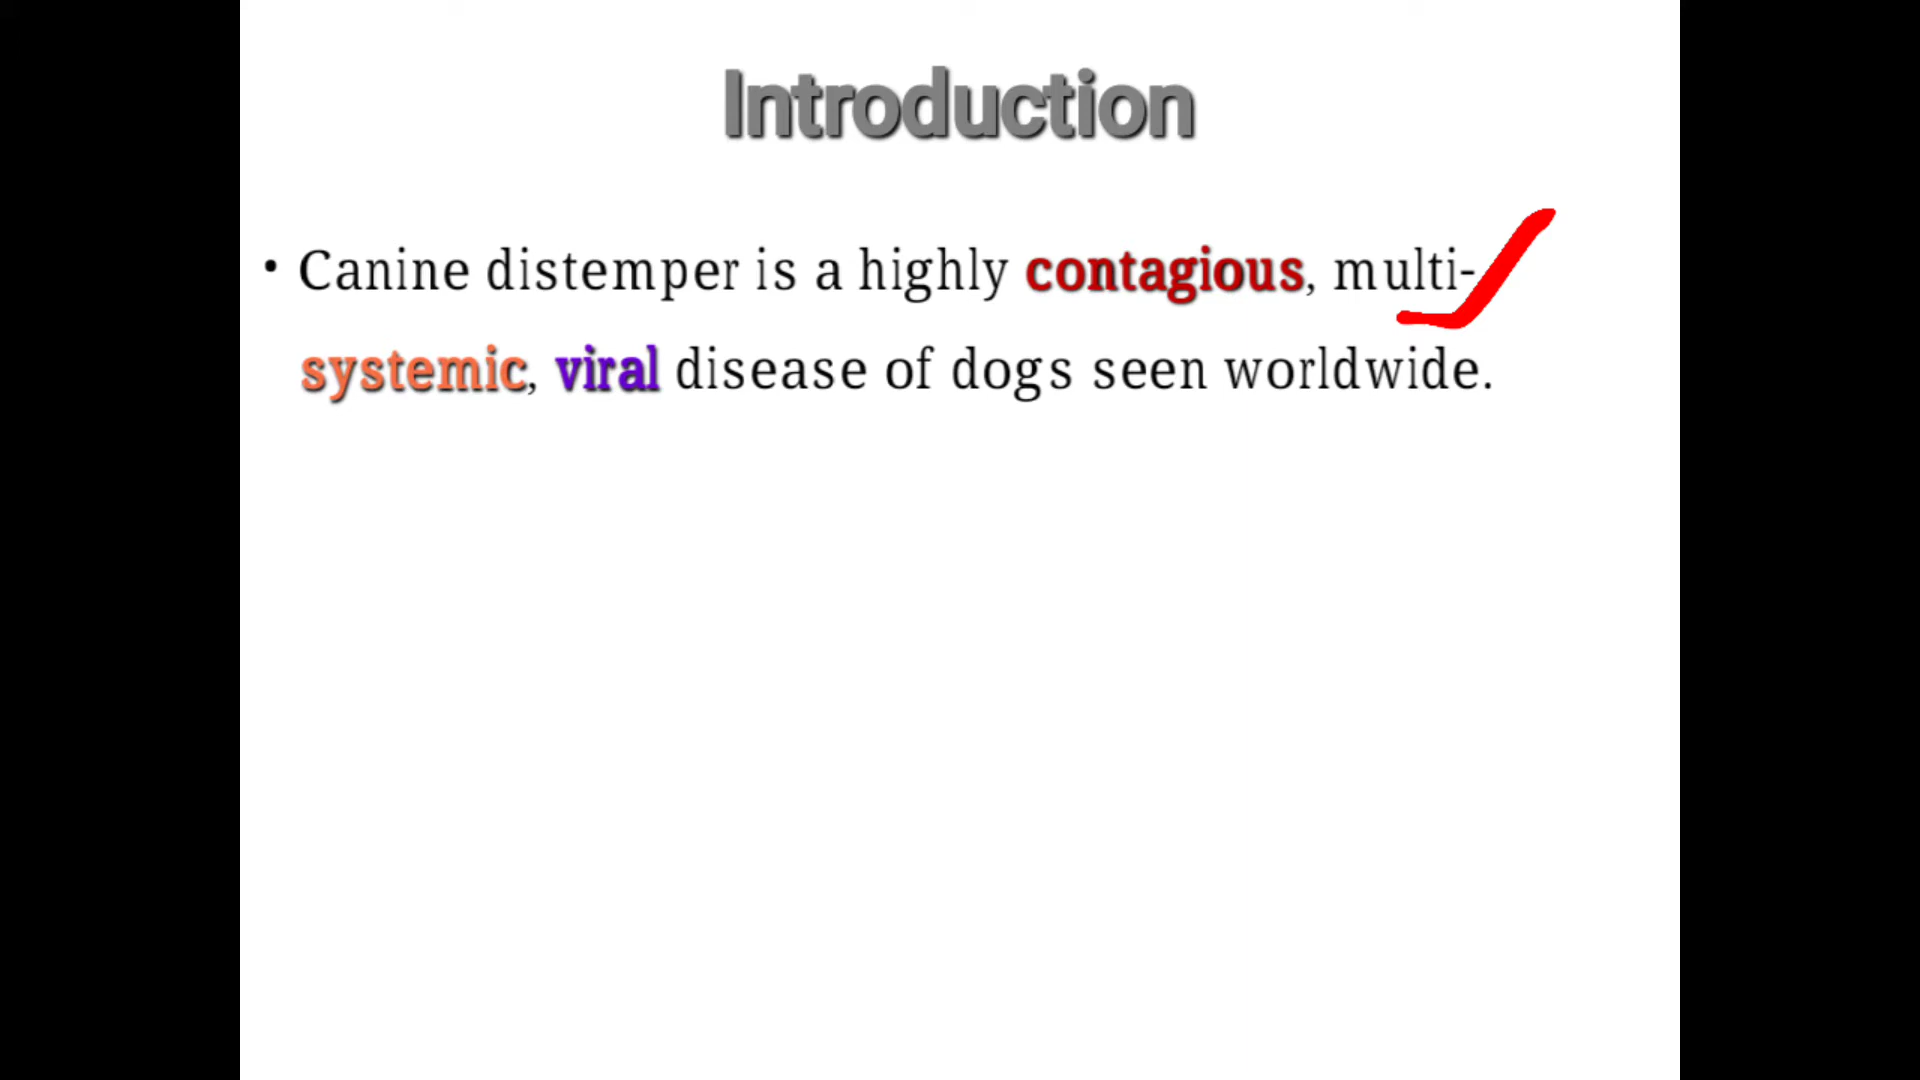 Introduction
• Canine distemper is a highly contagious, multi-
systemic, viral disease of dogs seen worldwide.